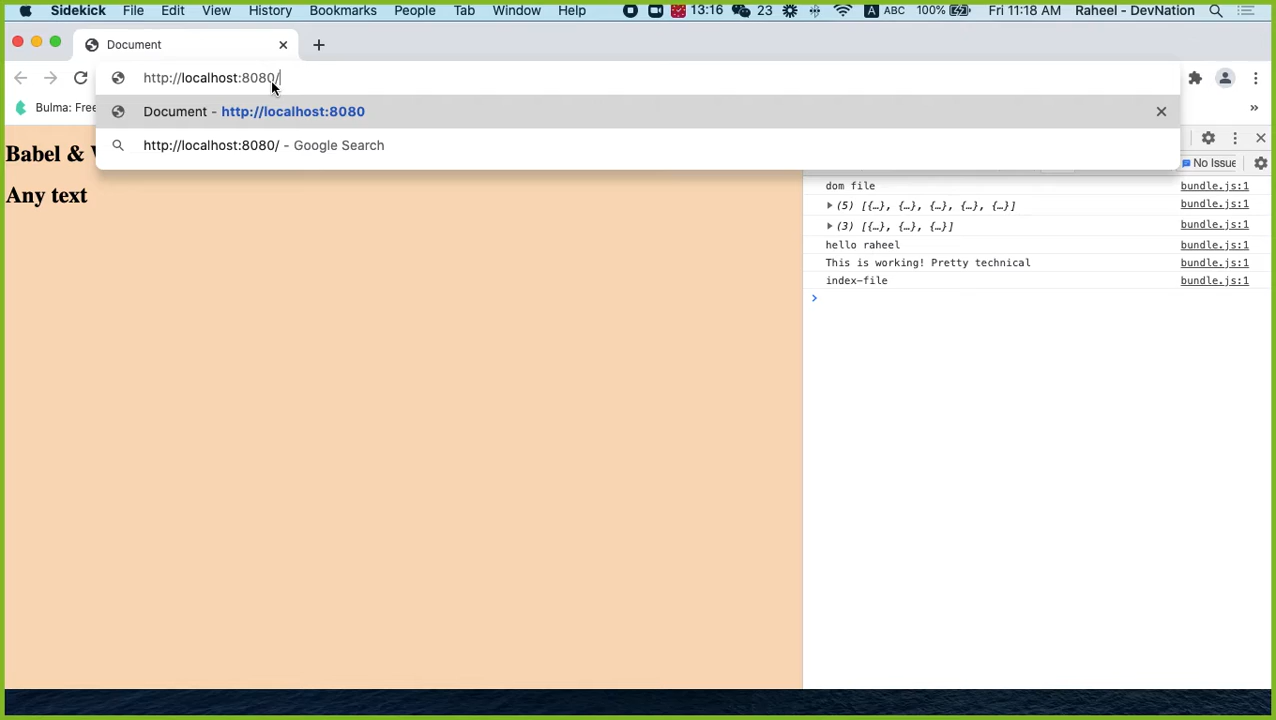 Sidekick File Edit View History Bookmarks People Tab Window Help 13:16 23 A ABC 100% Fri 11:18 AM Raheel - DevNation
Document
http://localhost:8080/
Document - http://localhost:8080
http://localhost:8080/ - Google Search
Bulma: Free
»
Babel & W
Any text
No Issue
dom file bundle.js:1
(5) [{…}, {…}, {…}, {…}, {…}] bundle.js:1
(3) [{…}, {…}, {…}] bundle.js:1
hello raheel bundle.js:1
This is working! Pretty technical bundle.js:1
index-file bundle.js:1